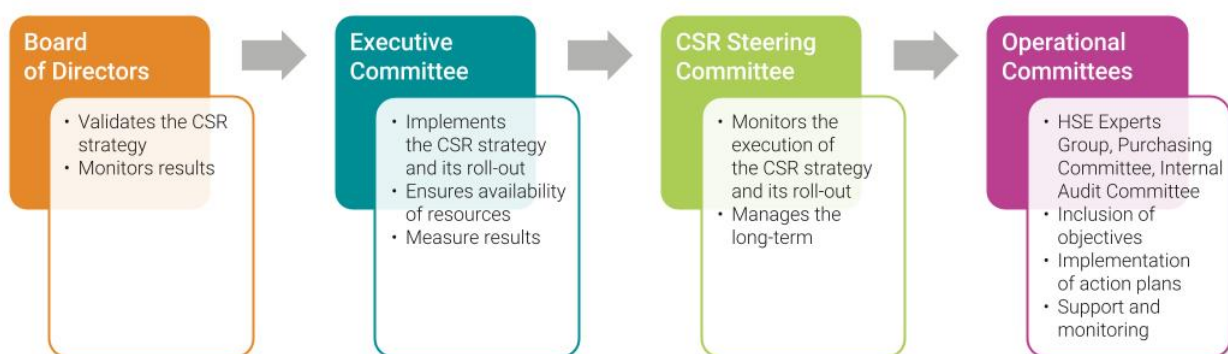 Board
of Directors
• Validates the CSR
strategy
• Monitors results
Executive
Committee
• Implements
the CSR strategy
and its roll-out
• Ensures availability
of resources
• Measure results
CSR Steering
Committee
• Monitors the
execution of
the CSR strategy
and its roll-out
• Manages the
long-term
Operational
Committees
• HSE Experts
Group, Purchasing
Committee, Internal
Audit Committee
• Inclusion of
objectives
• Implementation
of action plans
• Support and
monitoring